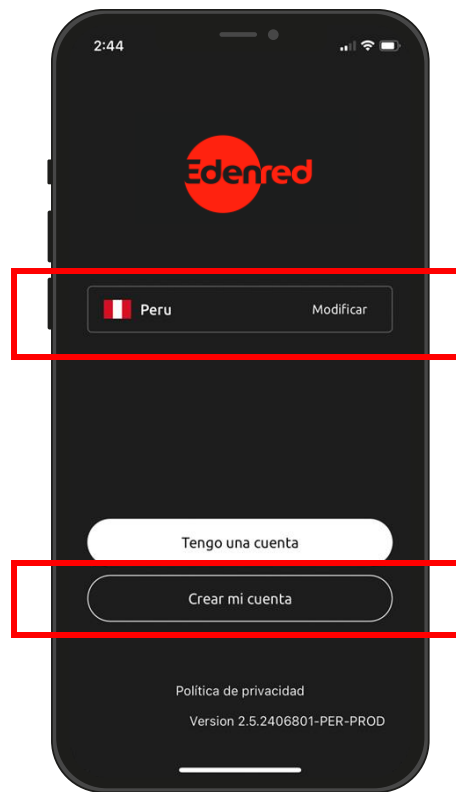 2:44
Edenred
Peru Modificar
Tengo una cuenta
Crear mi cuenta
Política de privacidad
Version 2.5.2406801-PER-PROD